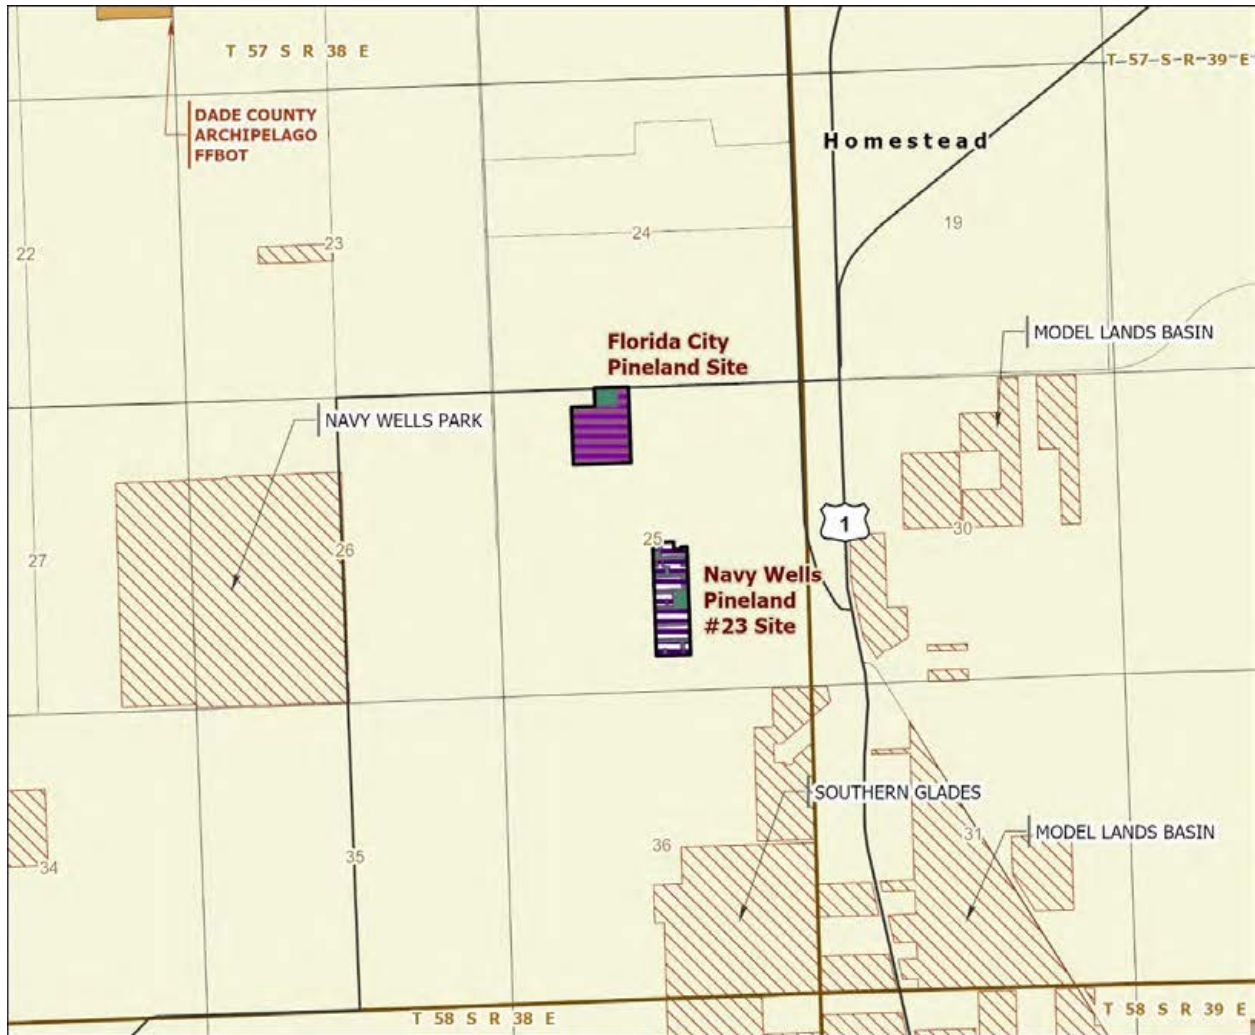 T 57 S R 38 E
T 57 S R 39 E
DADE COUNTY
ARCHIPELAGO
FFBOT
Homestead
22
23
24
19
Florida City
Pineland Site
MODEL LANDS BASIN
NAVY WELLS PARK
1
27
26
25
30
Navy Wells
Pineland
#23 Site
SOUTHERN GLADES
34
35
36
31
MODEL LANDS BASIN
T 58 S R 38 E
T 58 S R 39 E